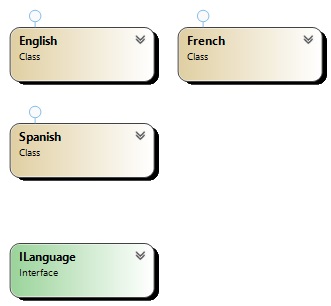 English
Class
French
Class
Spanish
Class
ILanguage
Interface